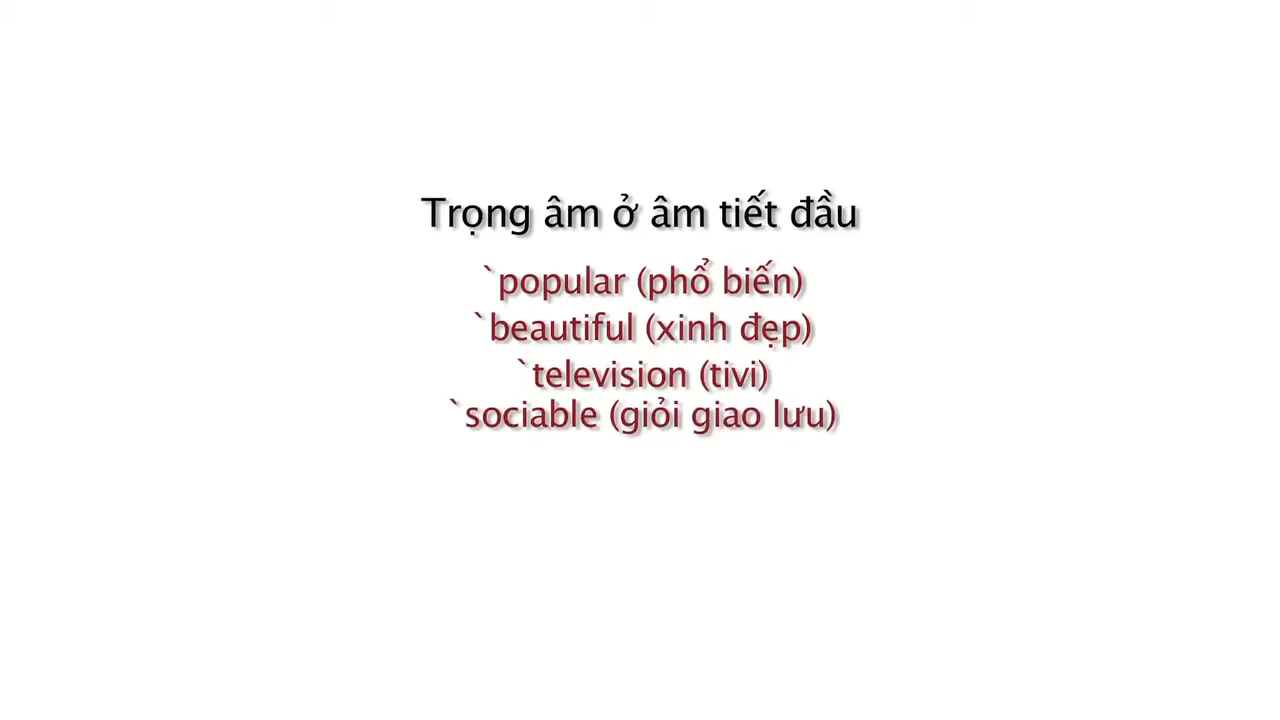 Trọng âm ở âm tiết đầu
`popular (phổ biến)
`beautiful (xinh đẹp)
`television (tivi)
`sociable (giỏi giao lưu)